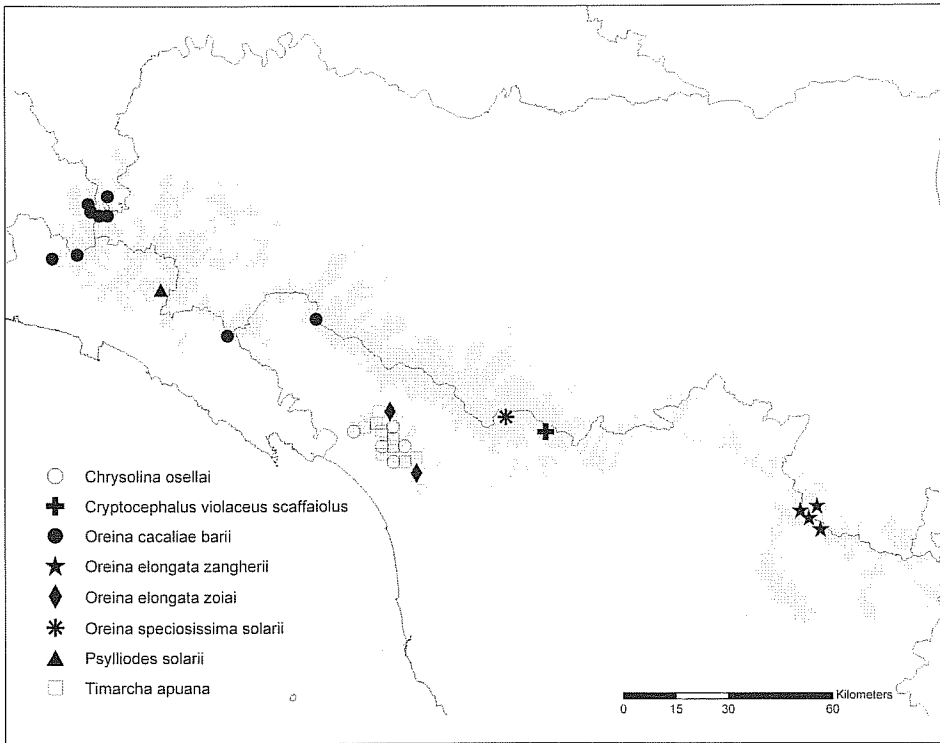 Chrysolina osellai
Cryptocephalus violaceus scaffaiolus
Oreina cacaliae barii
Oreina elongata zangherii
Oreina elongata zoiai
Oreina speciosissima solarii
Psylliodes solarii
Timarcha apuana
Kilometers
0 15 30 60